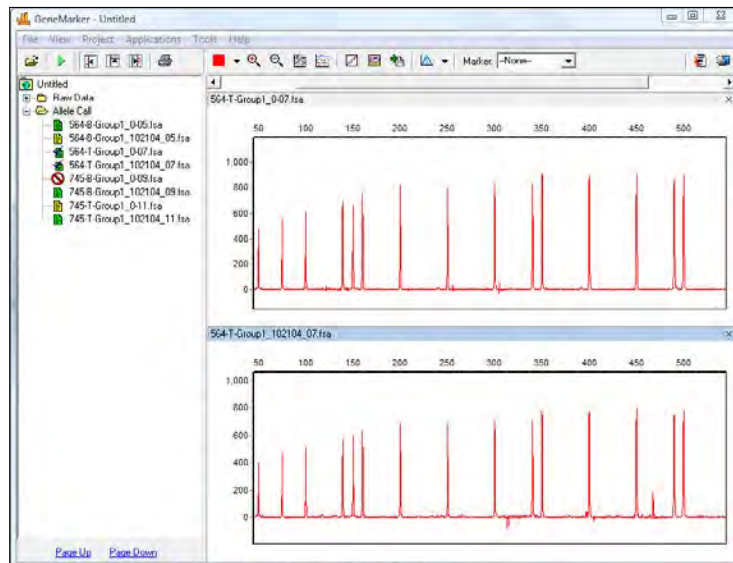 GeneMarker - Untitled
File View Project Applications Tools Help
Marker: --None--
Untitled
Raw Data
Allele Call
564-B-Group1_0-05.fsa
564-B-Group1_102104_05.fsa
564-T-Group1_0-07.fsa
564-T-Group1_102104_07.fsa
745-B-Group1_0-09.fsa
745-B-Group1_102104_09.fsa
745-T-Group1_0-11.fsa
745-T-Group1_102104_11.fsa
Page Up Page Down
564-T-Group1_0-07.fsa
50 100 150 200 250 300 350 400 450 500
1,000
800
600
400
200
0
564-T-Group1_102104_07.fsa
50 100 150 200 250 300 350 400 450 500
1,000
800
600
400
200
0